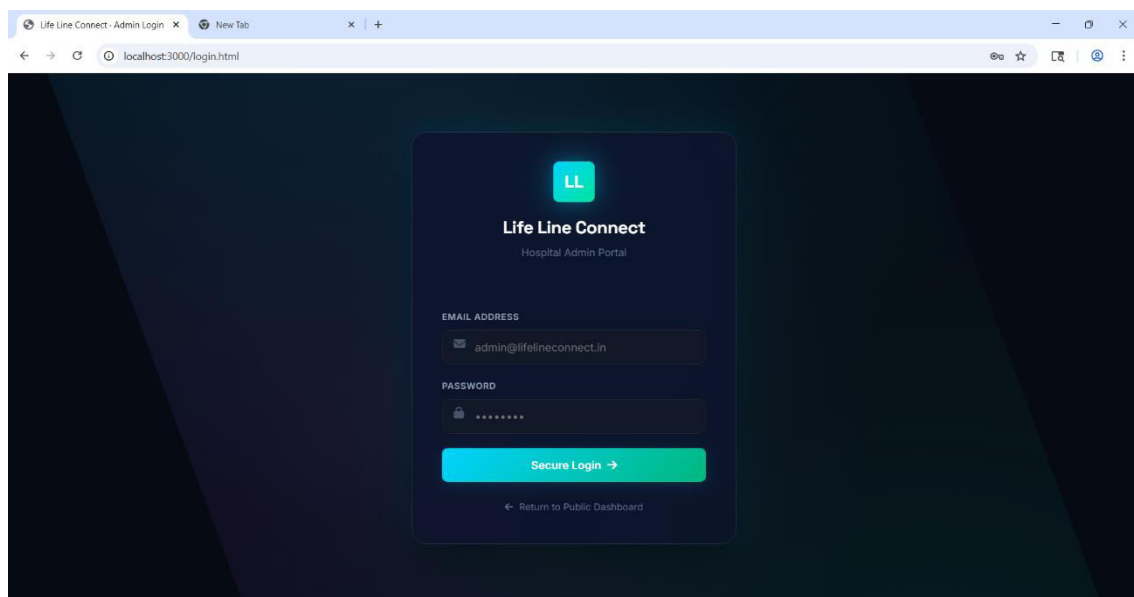 Life Line Connect · Admin Login
New Tab
localhost:3000/login.html
LL
Life Line Connect
Hospital Admin Portal
EMAIL ADDRESS
admin@lifelineconnect.in
PASSWORD
Secure Login →
← Return to Public Dashboard